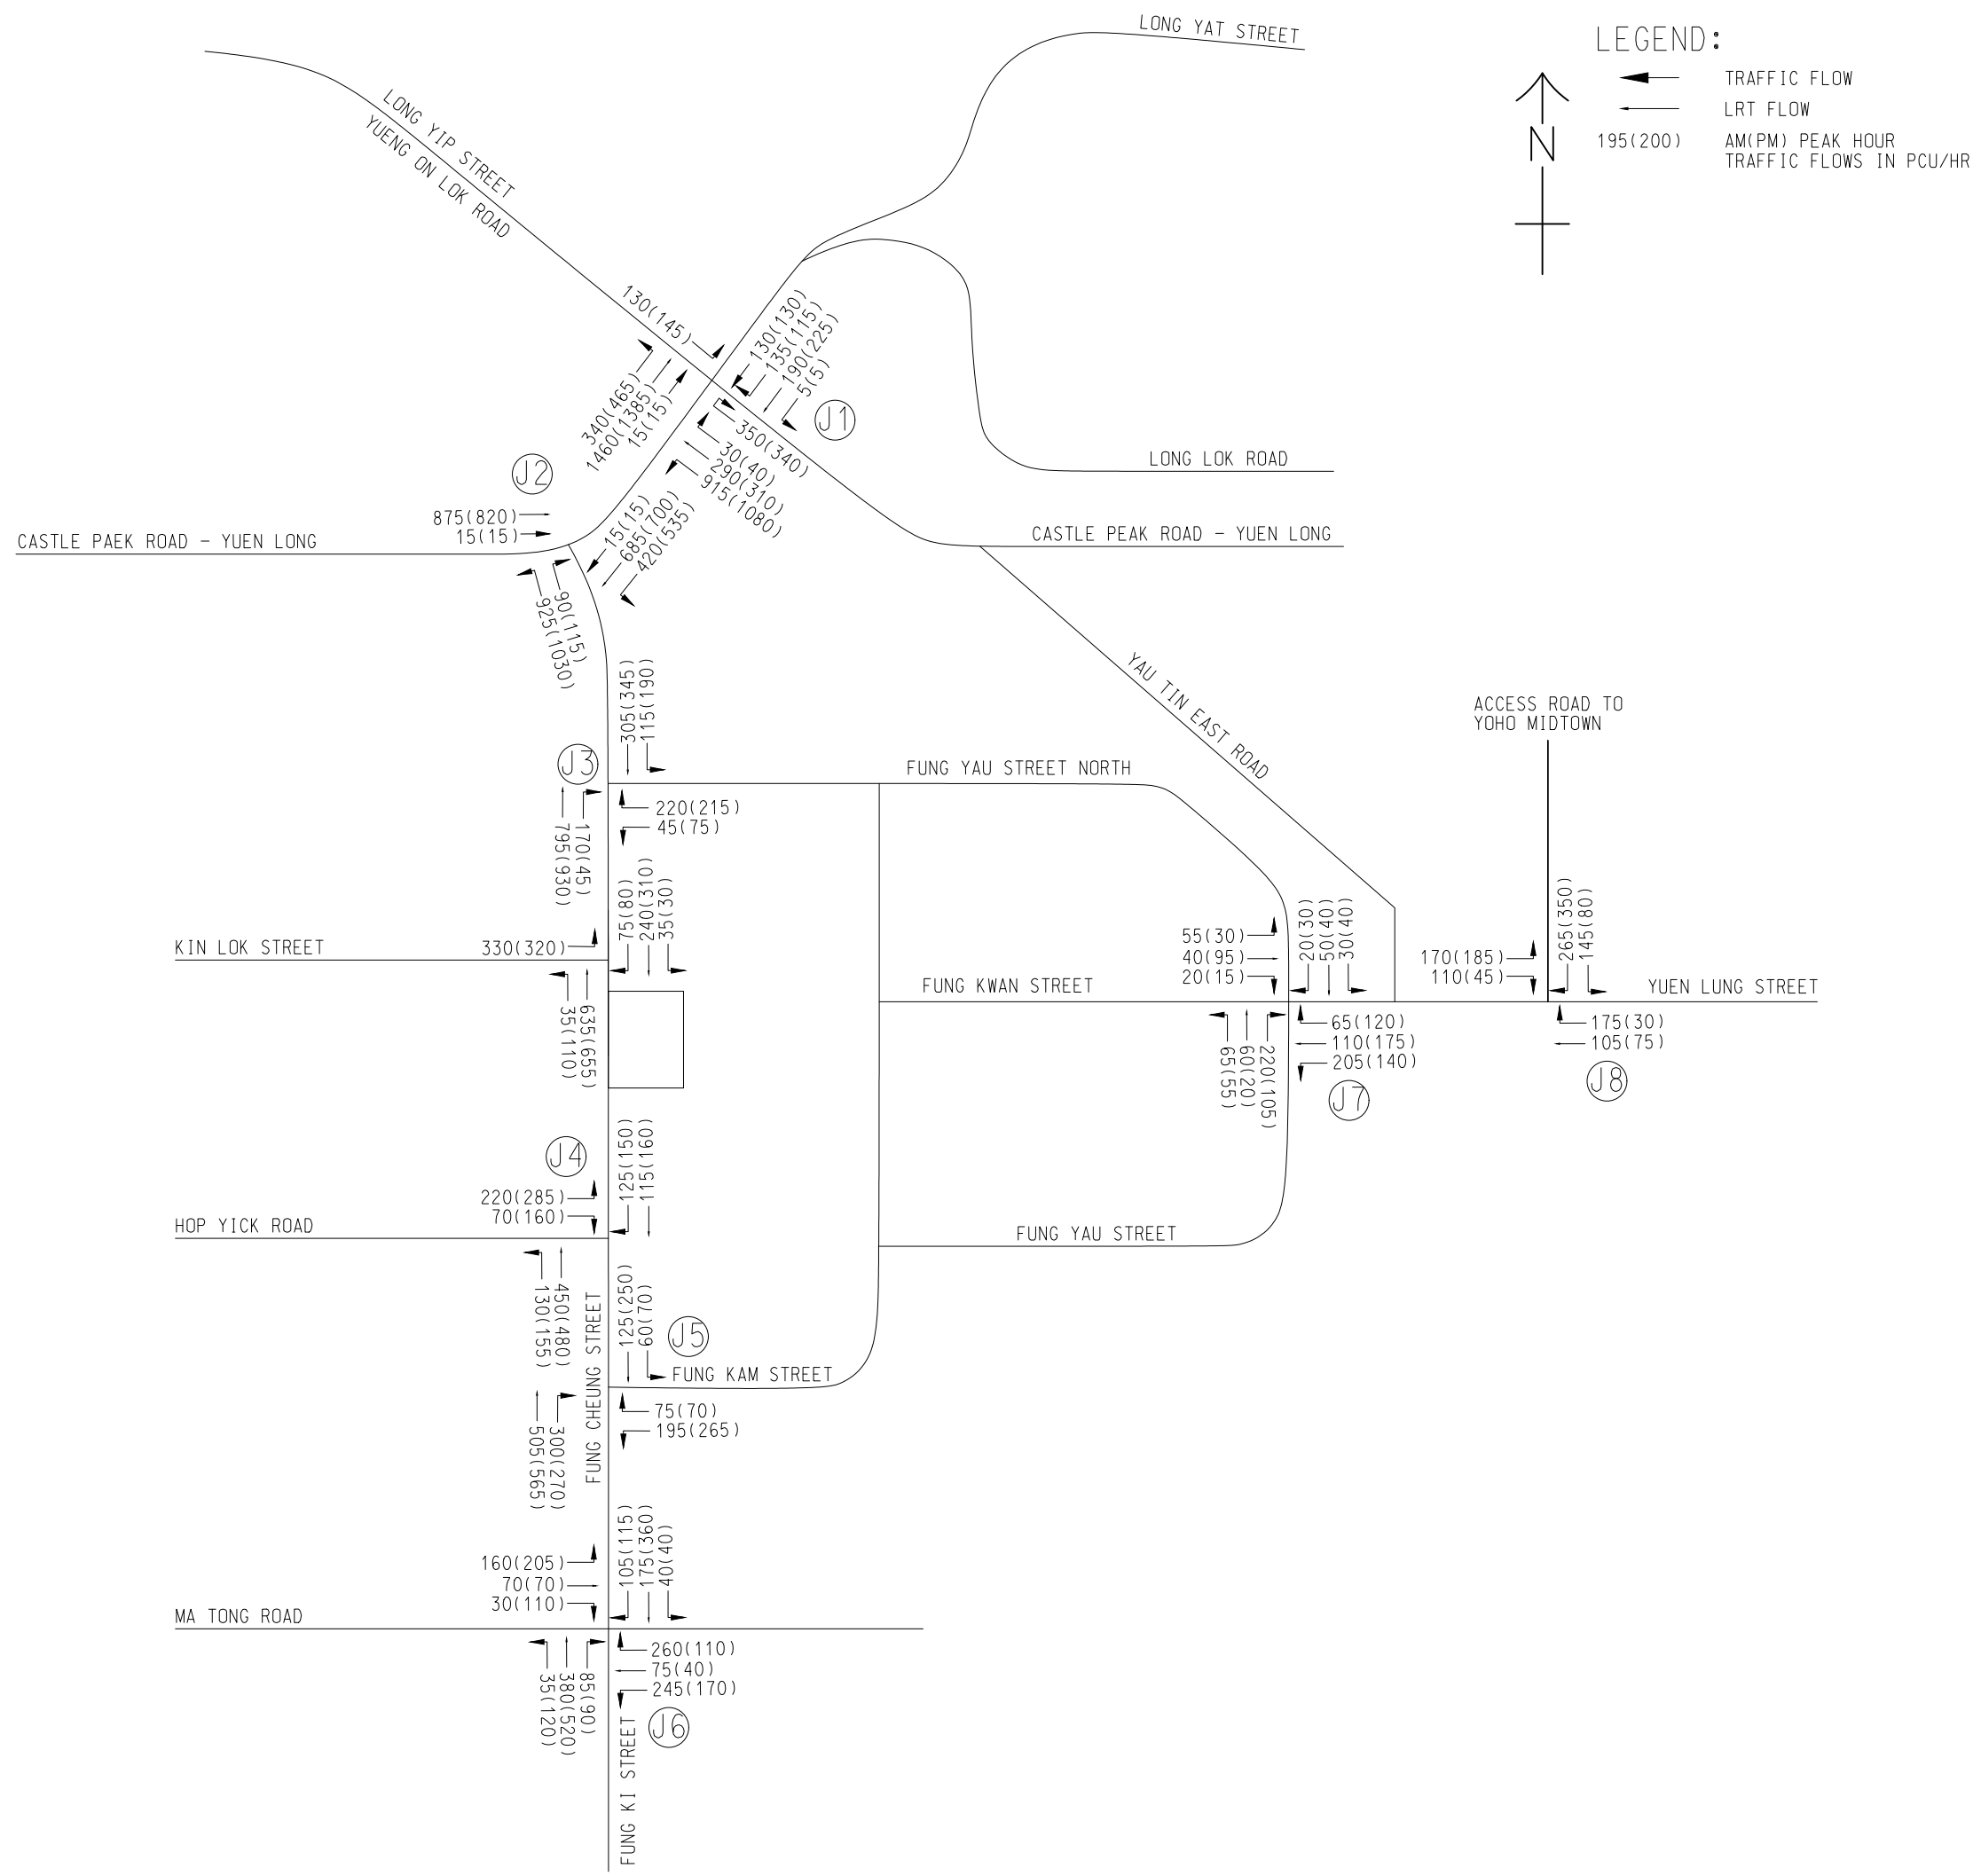 LONG YAT STREET
LEGEND:
TRAFFIC FLOW
LRT FLOW
195(200)
AM(PM) PEAK HOUR
TRAFFIC FLOWS IN PCU/HR
N
LONG YIP STREET
YUENG ON LOK ROAD
130(145)
130(130)
135(115)
190(225)
5(5)
J1
340(465)
1460(1385)
15(15)
350(340)
30(40)
290(310)
915(1080)
LONG LOK ROAD
J2
875(820)
15(15)
CASTLE PAEK ROAD - YUEN LONG
15(15)
685(700)
420(535)
CASTLE PEAK ROAD - YUEN LONG
90(115)
925(1030)
305(345)
115(190)
YAU TIN EAST ROAD
ACCESS ROAD TO
YOHO MIDTOWN
J3
FUNG YAU STREET NORTH
220(215)
45(75)
170(45)
795(930)
75(80)
240(310)
35(30)
KIN LOK STREET
330(320)
635(655)
35(110)
55(30)
40(95)
20(15)
20(30)
50(40)
30(40)
FUNG KWAN STREET
170(185)
110(45)
265(350)
145(80)
YUEN LUNG STREET
65(120)
110(175)
205(140)
65(55)
60(20)
220(105)
J7
175(30)
105(75)
J8
J4
125(150)
115(160)
220(285)
70(160)
HOP YICK ROAD
FUNG YAU STREET
450(480)
130(155)
FUNG CHEUNG STREET
125(250)
60(70)
J5
FUNG KAM STREET
75(70)
195(265)
300(270)
505(565)
105(115)
175(360)
40(40)
160(205)
70(70)
30(110)
MA TONG ROAD
260(110)
75(40)
245(170)
85(90)
380(520)
35(120)
J6
FUNG KI STREET